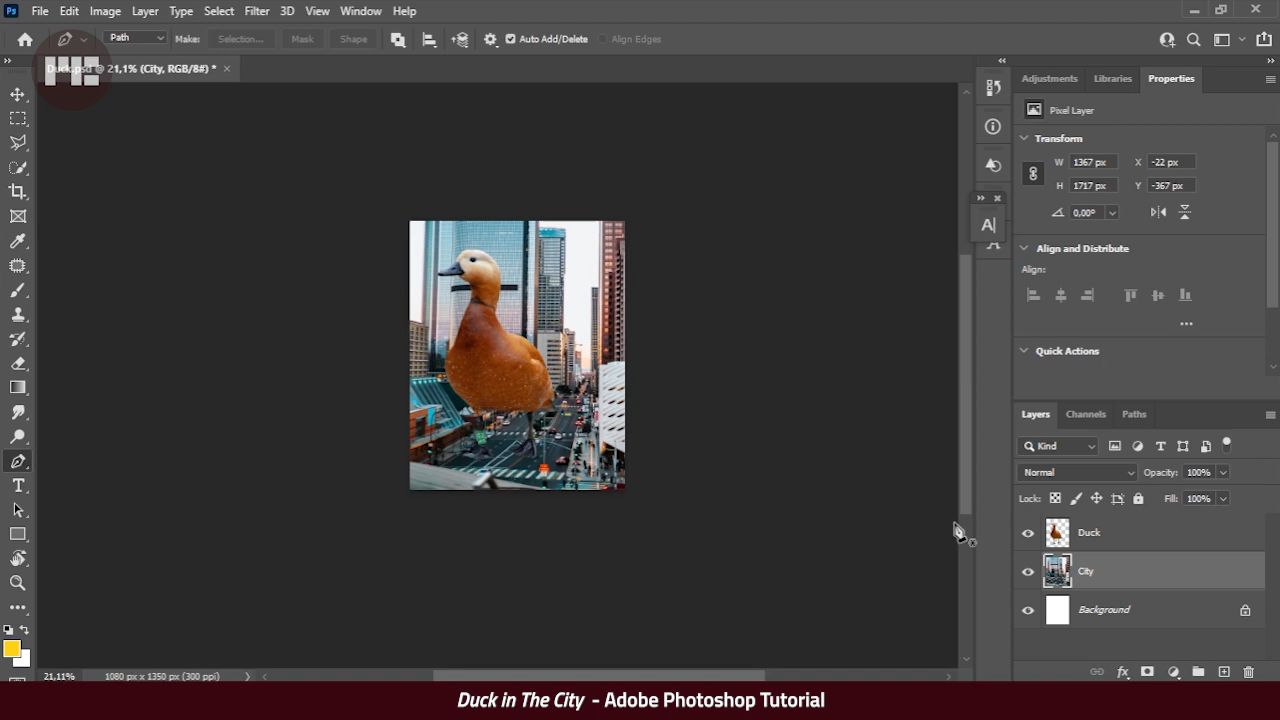 Ps File Edit Image Layer Type Select Filter 3D View Window Help
Path Make: Selection... Mask Shape Auto Add/Delete Align Edges
Duck.psd @ 21,1% (City, RGB/8#) * ×
Adjustments Libraries Properties
Pixel Layer
Transform
W 1367 px X -22 px
H 1717 px Y -367 px
0,00°
Align and Distribute
Align:
Quick Actions
Layers Channels Paths
Kind
Normal Opacity: 100%
Lock: Fill: 100%
Duck
City
Background
21,11% 1080 px x 1350 px (300 ppi)
Duck in The City - Adobe Photoshop Tutorial